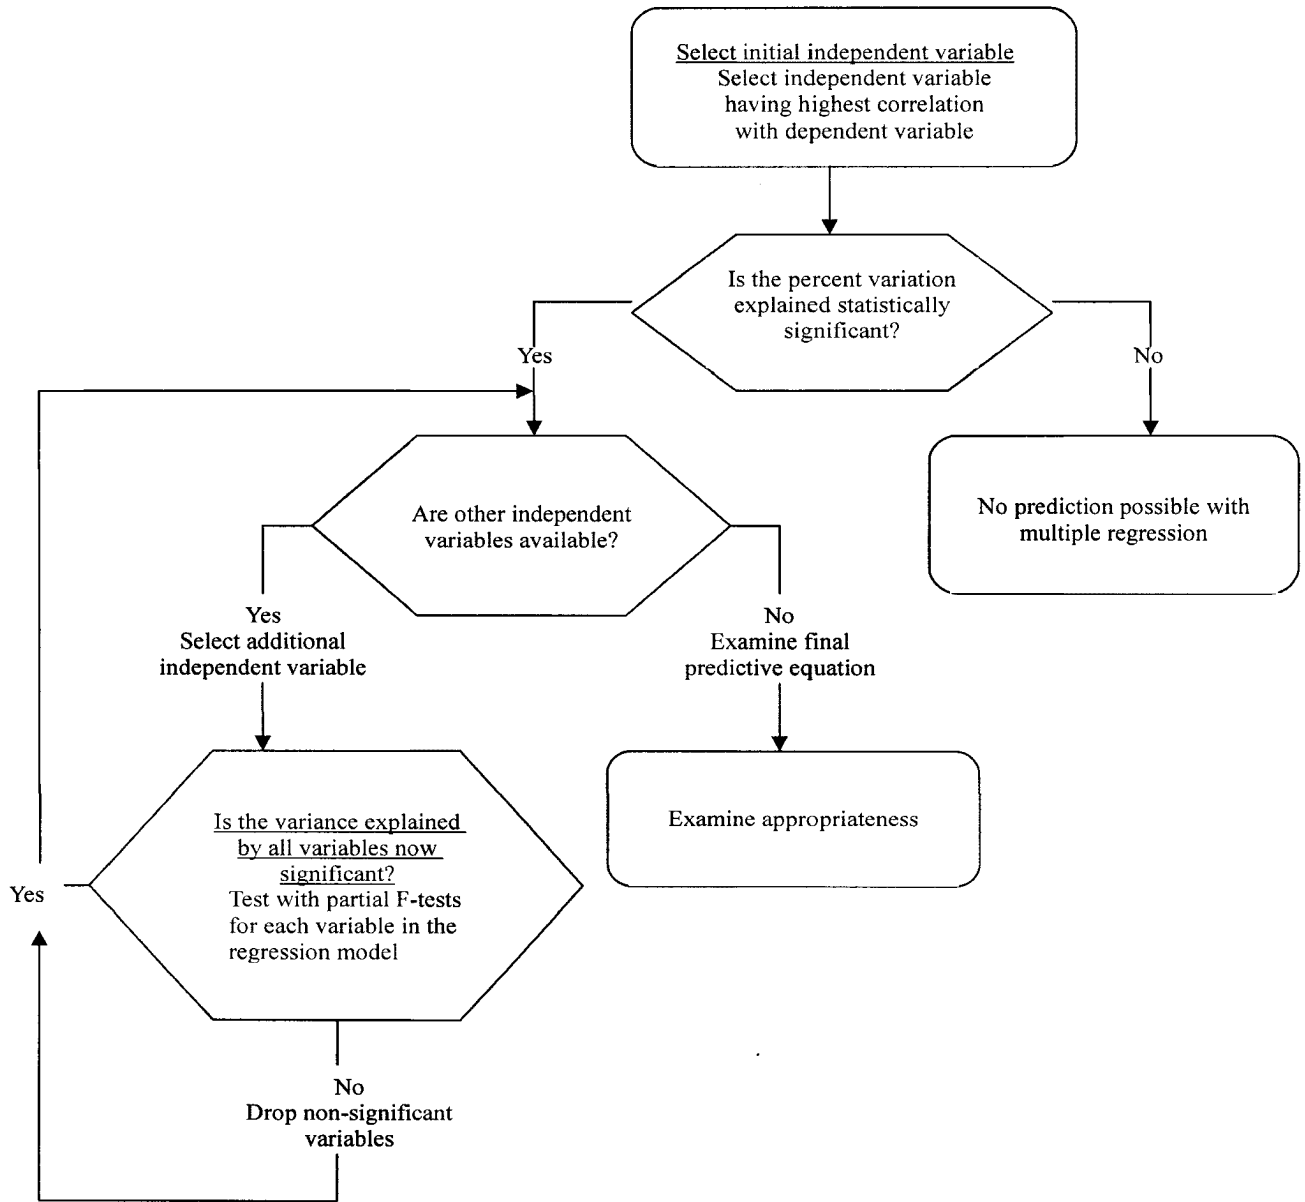 Select initial independent variable
Select independent variable
having highest correlation
with dependent variable
Is the percent variation
explained statistically
significant?
Yes
No
Are other independent
variables available?
No prediction possible with
multiple regression
Yes
Select additional
independent variable
No
Examine final
predictive equation
Is the variance explained
by all variables now
significant?
Test with partial F-tests
for each variable in the
regression model
Examine appropriateness
Yes
No
Drop non-significant
variables